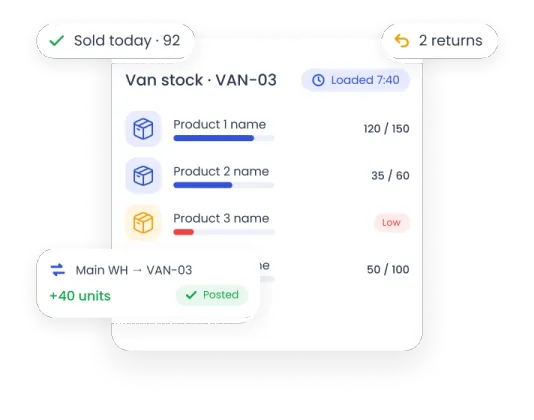 Sold today · 92
2 returns
Van stock · VAN-03
Loaded 7:40
Product 1 name
120 / 150
Product 2 name
35 / 60
Product 3 name
Low
50 / 100
Main WH → VAN-03
+40 units
Posted